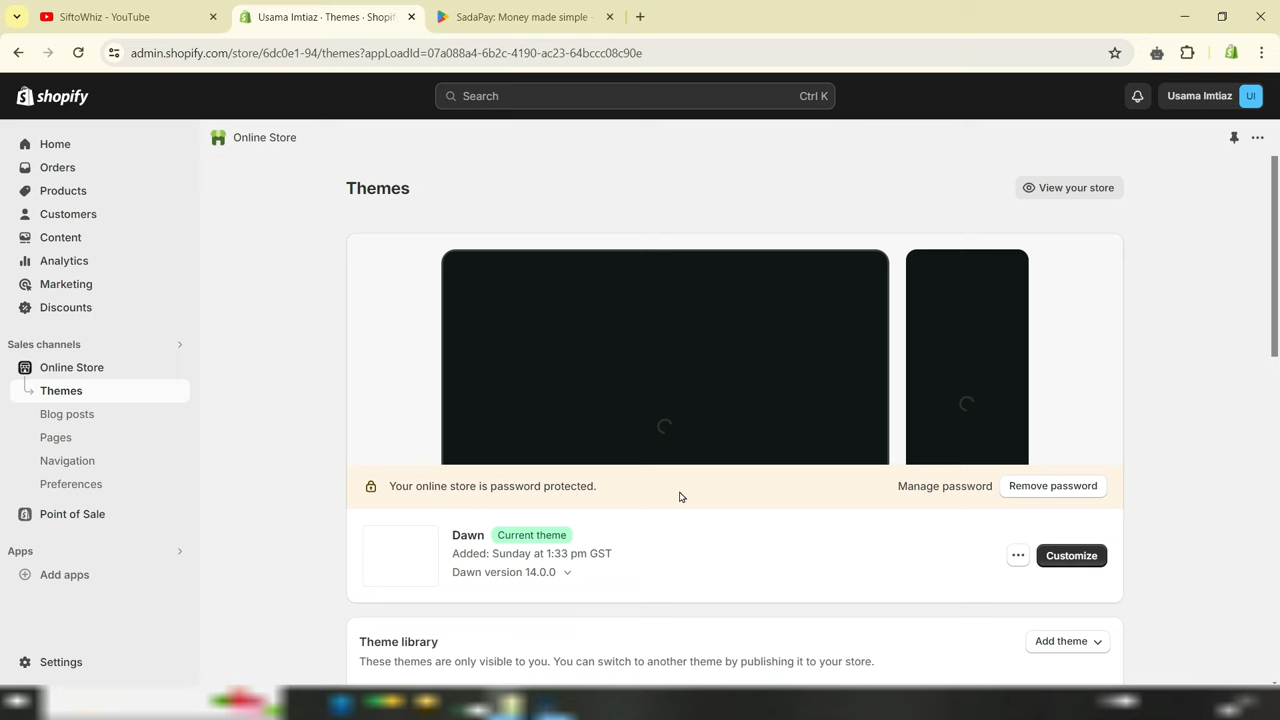 SiftoWhiz - YouTube
Usama Imtiaz · Themes · Shopif
SadaPay: Money made simple -
admin.shopify.com/store/6dc0e1-94/themes?appLoadId=07a088a4-6b2c-4190-ac23-64bccc08c90e
shopify
Search
Ctrl K
Usama Imtiaz
UI
Home
Orders
Products
Customers
Content
Analytics
Marketing
Discounts
Sales channels
Online Store
Themes
Blog posts
Pages
Navigation
Preferences
Point of Sale
Apps
Add apps
Settings
Online Store
Themes
View your store
Your online store is password protected.
Manage password
Remove password
Dawn
Current theme
Added: Sunday at 1:33 pm GST
Dawn version 14.0.0
Customize
Theme library
Add theme
These themes are only visible to you. You can switch to another theme by publishing it to your store.